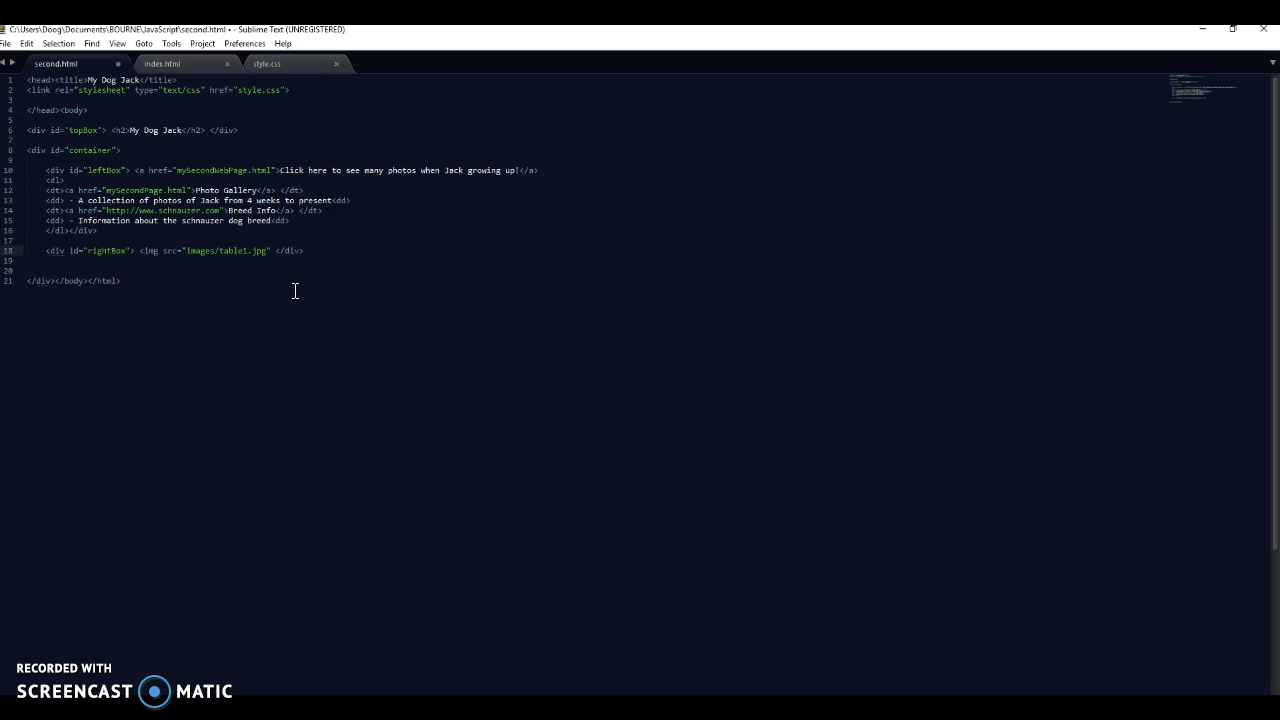 C:\Users\Doog\Documents\BOURNE\JavaScript\second.html • - Sublime Text (UNREGISTERED)
File Edit Selection Find View Goto Tools Project Preferences Help
second.html index.html style.css
1 <head><title>My Dog Jack</title>
2 <link rel="stylesheet" type="text/css" href="style.css">
3
4 </head><body>
5
6 <div id='topBox'> <h2>My Dog Jack</h2> </div>
7
8 <div id="container">
9
10 <div id="leftBox"> <a href="mySecondWebPage.html">Click here to see many photos when Jack growing up!</a>
11 <dl>
12 <dt><a href="mySecondPage.html">Photo Gallery</a> </dt>
13 <dd> - A collection of photos of Jack from 4 weeks to present<dd>
14 <dt><a href="http://www.schnauzer.com">Breed Info</a> </dt>
15 <dd> - Information about the schnauzer dog breed<dd>
16 </dl></div>
17
18 <div id="rightBox"> <img src="images/table1.jpg" </div>
19
20
21 </div></body></html>
RECORDED WITH
SCREENCAST MATIC